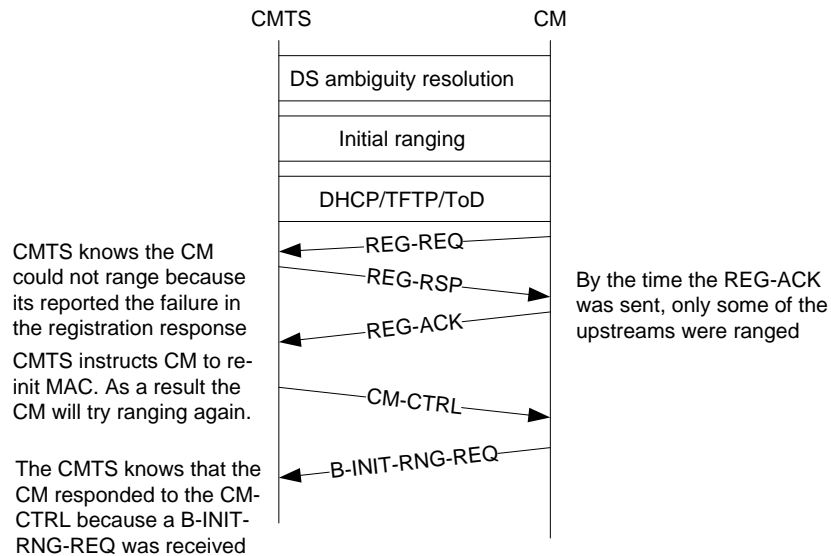 CMTS
CM
DS ambiguity resolution
Initial ranging
DHCP/TFTP/ToD
REG-REQ
CMTS knows the CM
could not range because
its reported the failure in
the registration response
REG-RSP
By the time the REG-ACK
was sent, only some of the
upstreams were ranged
REG-ACK
CMTS instructs CM to re-
init MAC. As a result the
CM will try ranging again.
CM-CTRL
B-INIT-RNG-REQ
The CMTS knows that the
CM responded to the CM-
CTRL because a B-INIT-
RNG-REQ was received